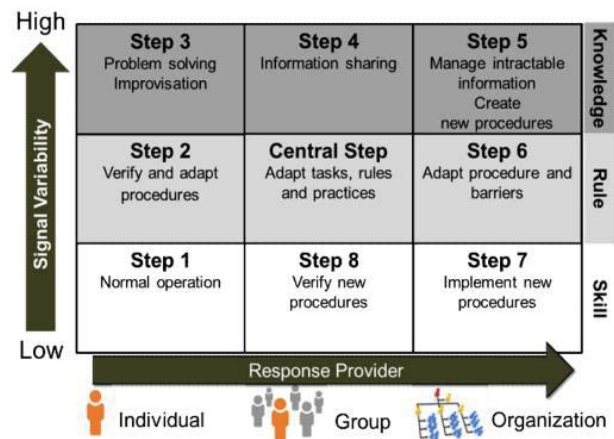 High
Signal Variability
Low
Step 3
Problem solving
Improvisation
Step 4
Information sharing
Step 5
Manage intractable
information
Create
new procedures
Knowledge
Step 2
Verify and adapt
procedures
Central Step
Adapt tasks, rules
and practices
Step 6
Adapt procedure and
barriers
Rule
Step 1
Normal operation
Step 8
Verify new
procedures
Step 7
Implement new
procedures
Skill
Response Provider
Individual
Group
Organization